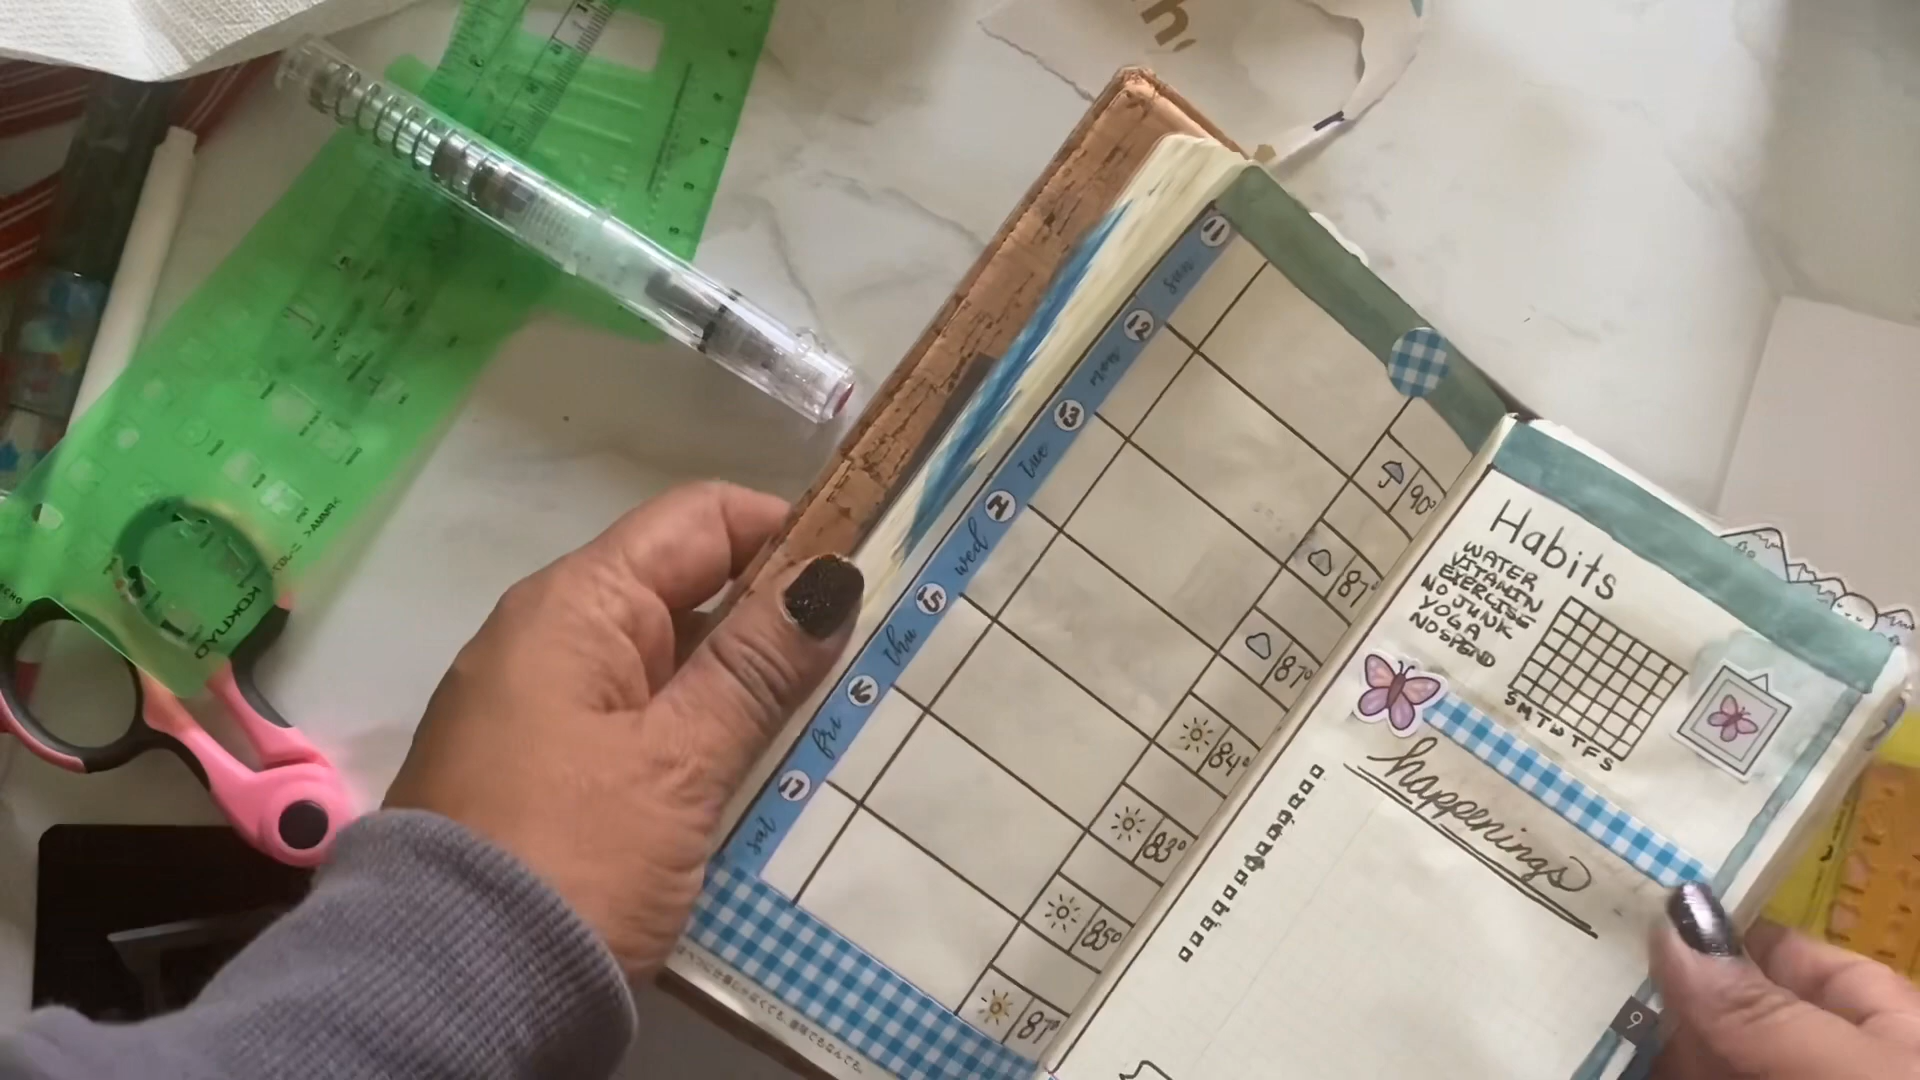 11 sun
12 mon
13 tue
14 wed
15 thu
16 fri
17 sat
90°
87°
87°
84°
83°
85°
87°
Habits
WATER
VITAMIN
EXERCISE
NO JUNK
YOGA
NO SPEND
S M T W T F S
happenings
9
KOKUYO
h,